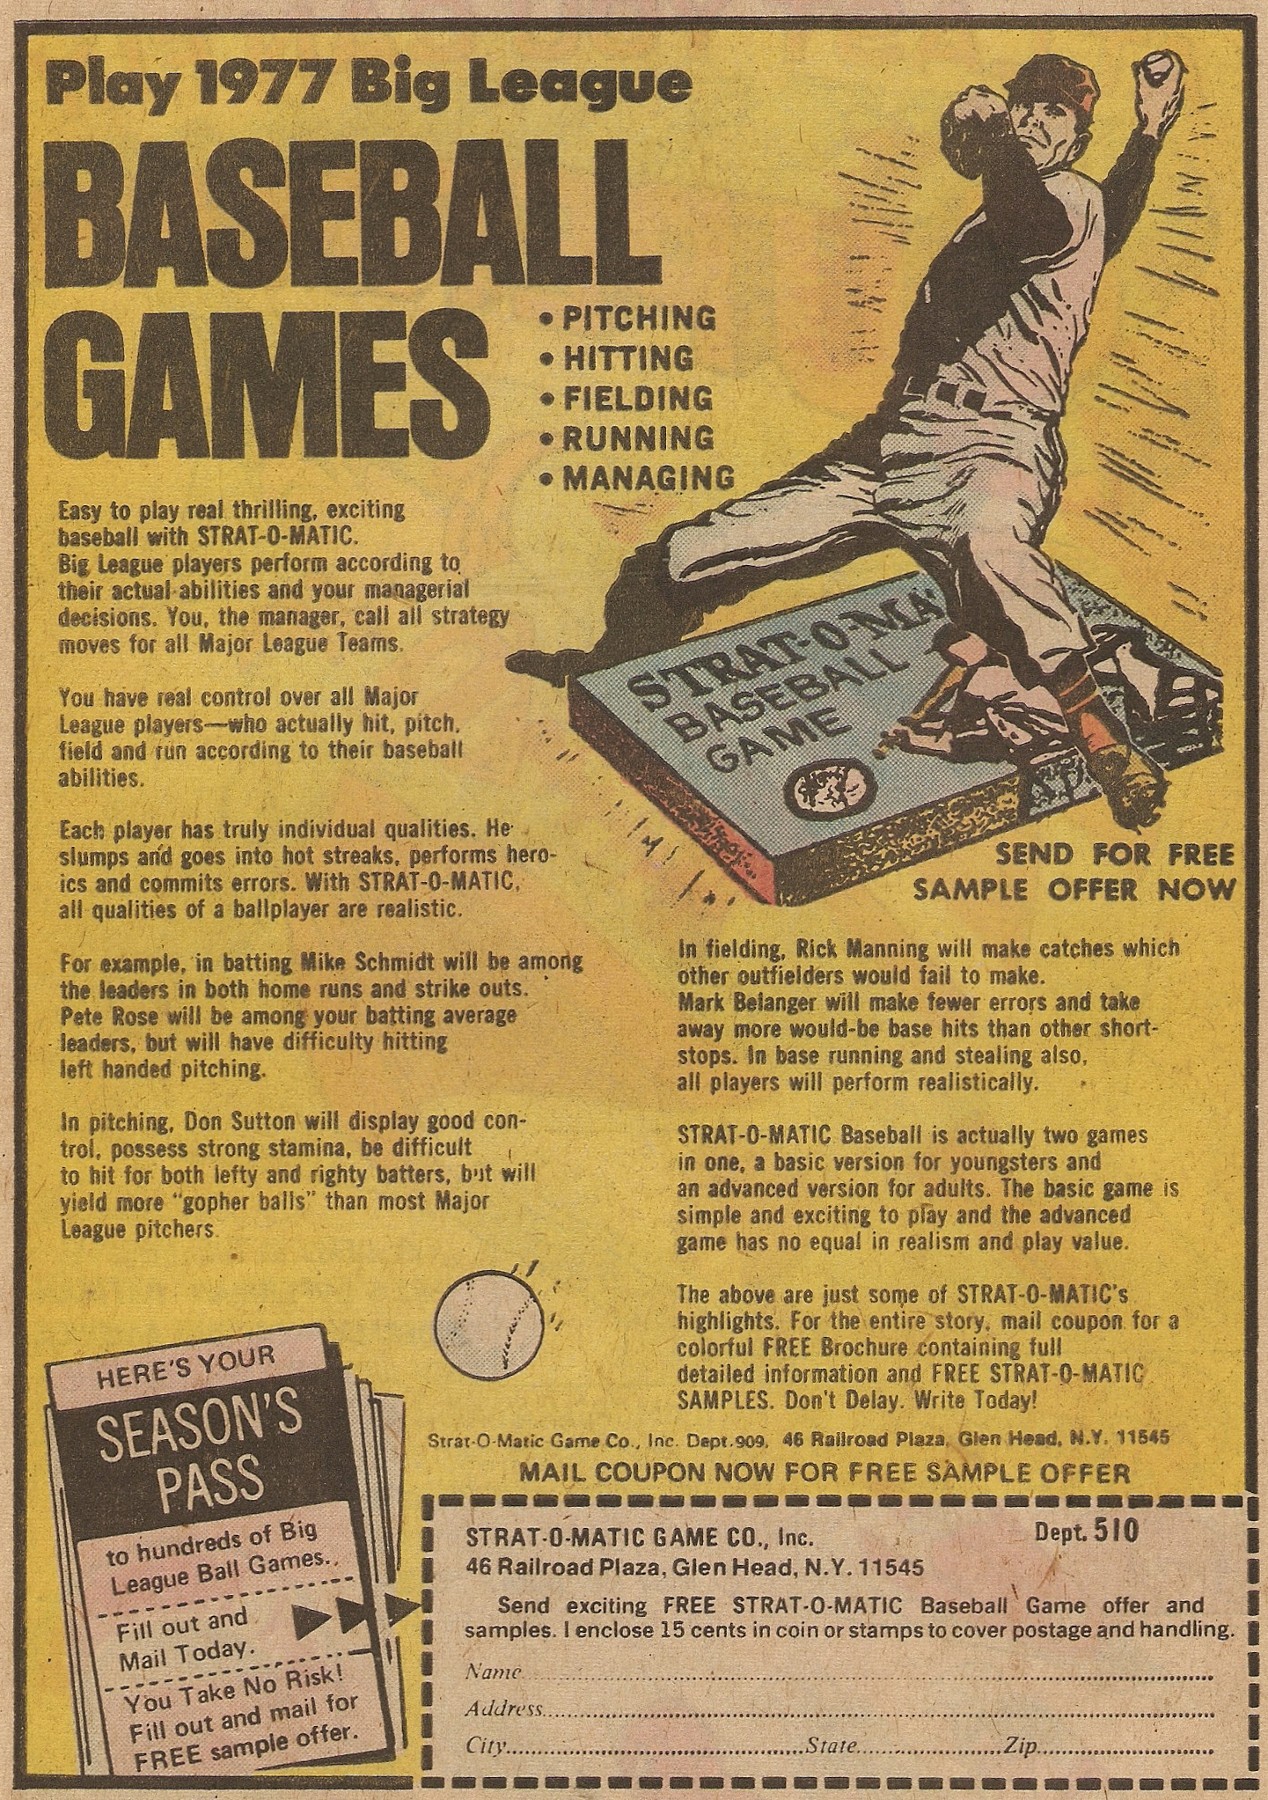 Play 1977 Big League
BASEBALL
GAMES
• PITCHING
• HITTING
• FIELDING
• RUNNING
• MANAGING
Easy to play real thrilling, exciting
baseball with STRAT-O-MATIC.
Big League players perform according to
their actual abilities and your managerial
decisions. You, the manager, call all strategy
moves for all Major League Teams.
You have real control over all Major
League players—who actually hit, pitch,
field and run according to their baseball
abilities.
Each player has truly individual qualities. He
slumps and goes into hot streaks, performs hero-
ics and commits errors. With STRAT-O-MATIC,
all qualities of a ballplayer are realistic.
For example, in batting Mike Schmidt will be among
the leaders in both home runs and strike outs.
Pete Rose will be among your batting average
leaders, but will have difficulty hitting
left handed pitching.
In pitching, Don Sutton will display good con-
trol, possess strong stamina, be difficult
to hit for both lefty and righty batters, but will
yield more "gopher balls" than most Major
League pitchers.
STRAT-O-MA
BASEBALL
GAME
SEND FOR FREE
SAMPLE OFFER NOW
In fielding, Rick Manning will make catches which
other outfielders would fail to make.
Mark Belanger will make fewer errors and take
away more would-be base hits than other short-
stops. In base running and stealing also,
all players will perform realistically.
STRAT-O-MATIC Baseball is actually two games
in one, a basic version for youngsters and
an advanced version for adults. The basic game is
simple and exciting to play and the advanced
game has no equal in realism and play value.
The above are just some of STRAT-O-MATIC's
highlights. For the entire story, mail coupon for a
colorful FREE Brochure containing full
detailed information and FREE STRAT-O-MATIC
SAMPLES. Don't Delay. Write Today!
Strat-O-Matic Game Co., Inc. Dept.909, 46 Railroad Plaza, Glen Head, N.Y. 11545
MAIL COUPON NOW FOR FREE SAMPLE OFFER
HERE'S YOUR
SEASON'S
PASS
to hundreds of Big
League Ball Games..
Fill out and
Mail Today.
You Take No Risk!
Fill out and mail for
FREE sample offer.
STRAT-O-MATIC GAME CO., Inc. Dept. 510
46 Railroad Plaza, Glen Head, N.Y. 11545
Send exciting FREE STRAT-O-MATIC Baseball Game offer and
samples. I enclose 15 cents in coin or stamps to cover postage and handling.
Name
Address
City State Zip